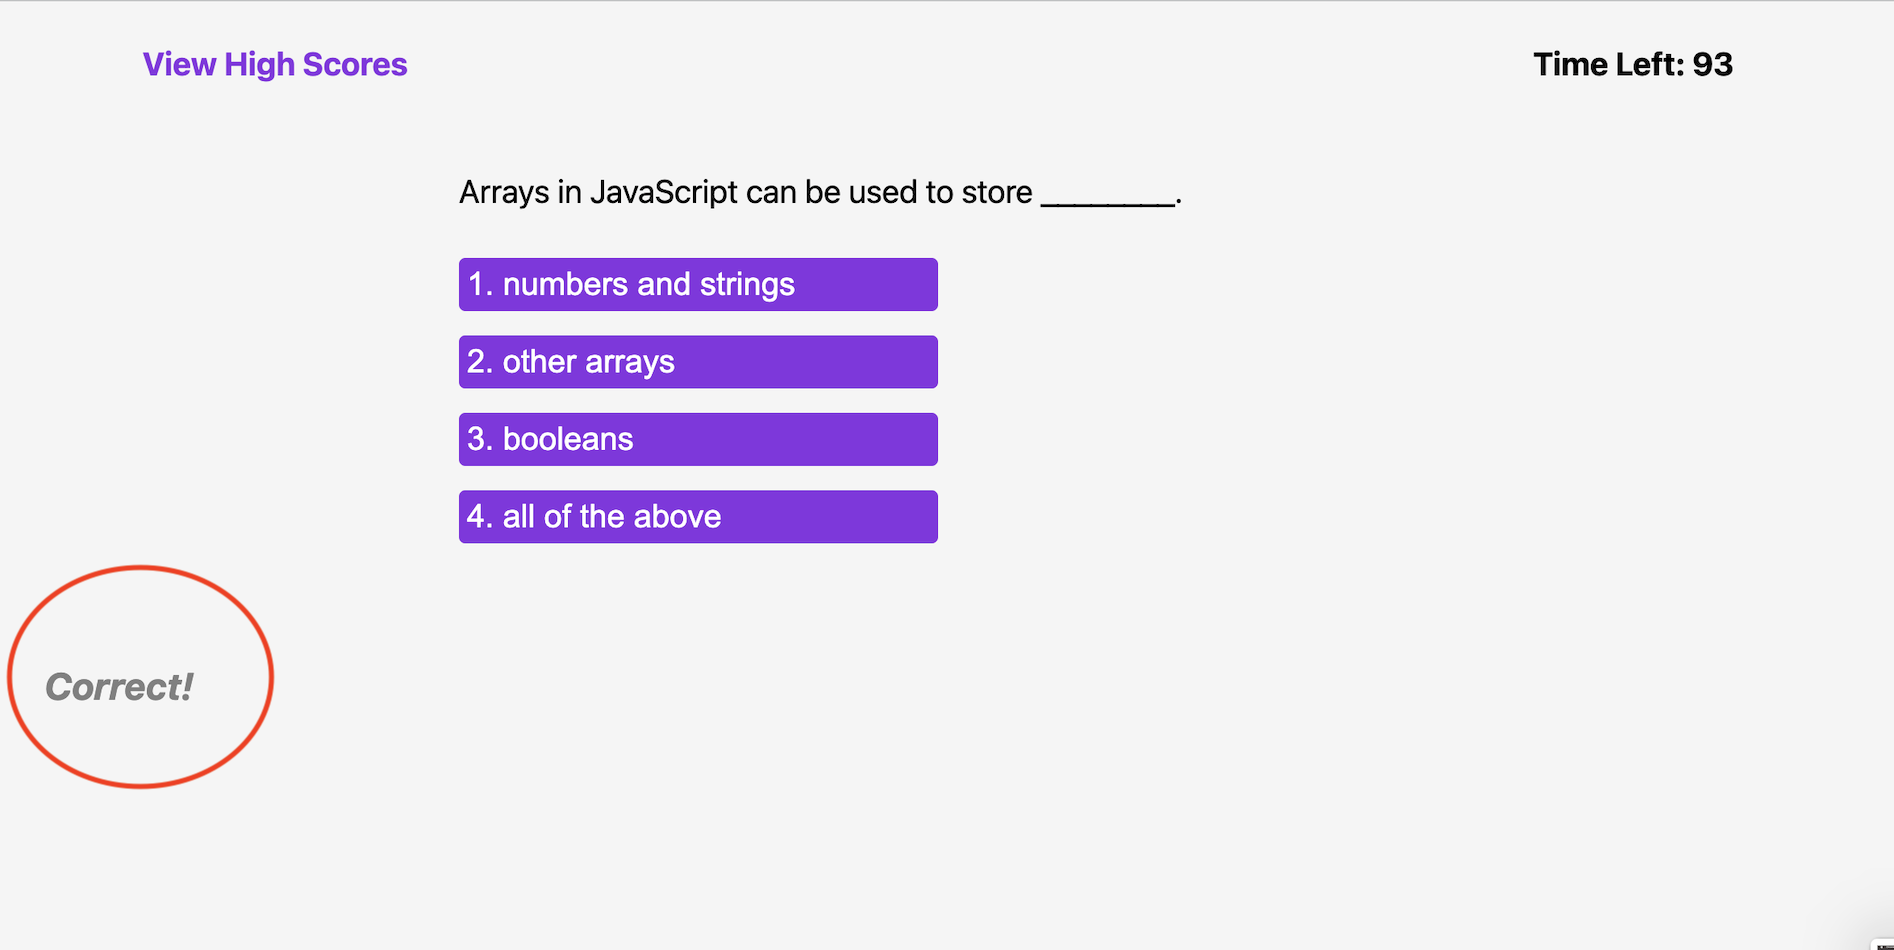 View High Scores
Time Left: 93
Arrays in JavaScript can be used to store ________.
1. numbers and strings
2. other arrays
3. booleans
4. all of the above
Correct!